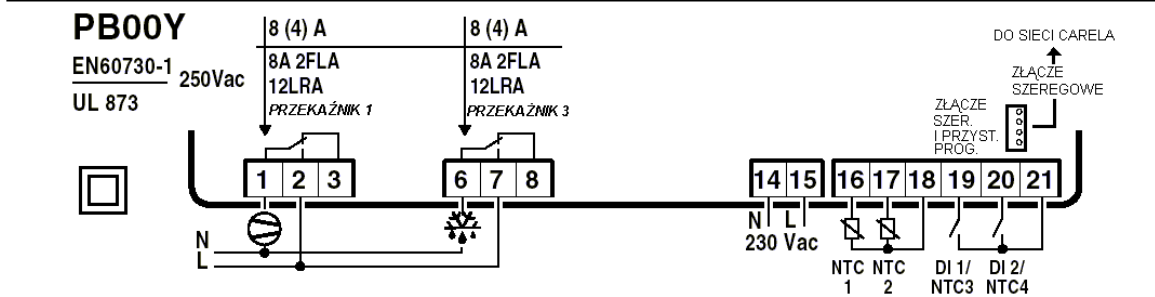 PB00Y
EN60730-1
UL 873
250Vac
8 (4) A
8A 2FLA
12LRA
PRZEKAŹNIK 1
8 (4) A
8A 2FLA
12LRA
PRZEKAŹNIK 3
DO SIECI CARELA
ZŁĄCZE
SZEREGOWE
ZŁĄCZE
SZER.
I PRZYST.
PROG.
1 2 3
6 7 8
14 15
16 17 18 19 20 21
N
L
N L
230 Vac
NTC
1
NTC
2
DI 1/
NTC3
DI 2/
NTC4